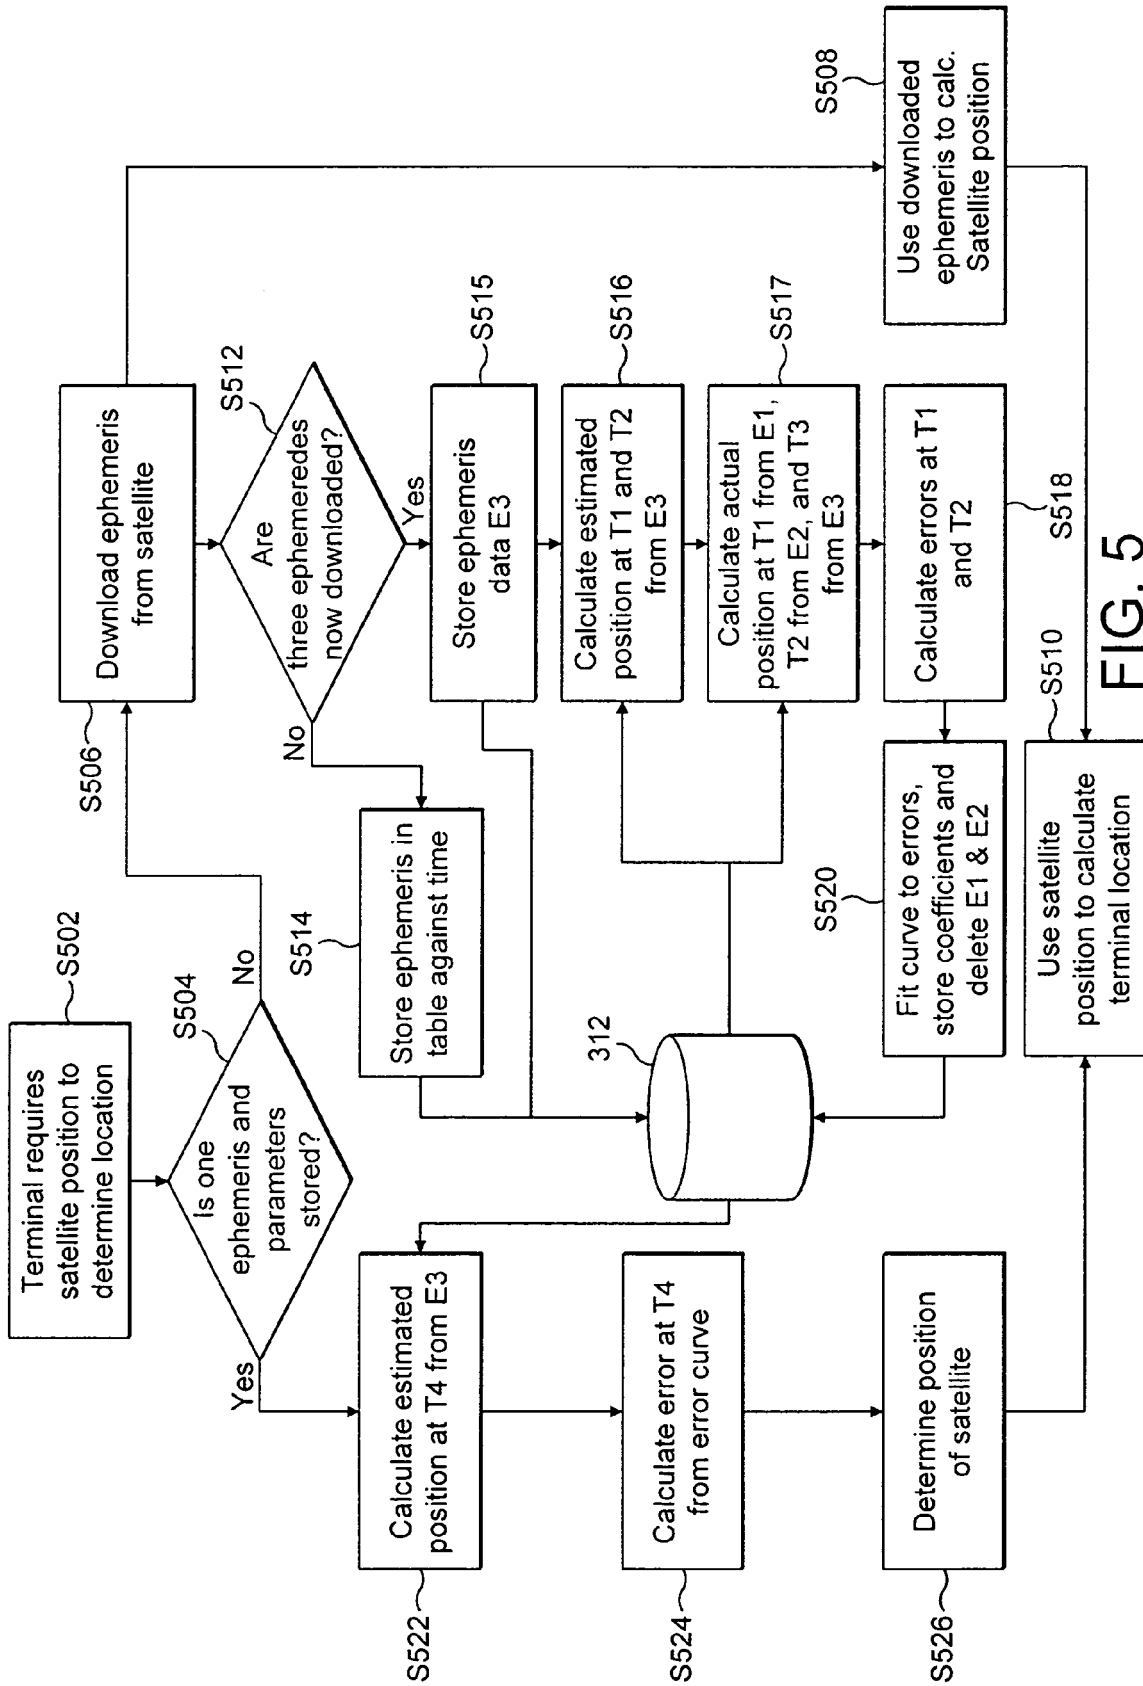 Terminal requires
satellite position to
determine location
S502
S504
Is one
ephemeris and
parameters
stored?
Yes
No
S506
Download ephemeris
from satellite
S512
Are
three ephemeredes
now downloaded?
No
Yes
S514
Store ephemeris in
table against time
S515
Store ephemeris
data E3
S516
Calculate estimated
position at T1 and T2
from E3
S517
Calculate actual
position at T1 from E1,
T2 from E2, and T3
from E3
S518
Calculate errors at T1
and T2
S520
Fit curve to errors,
store coefficients and
delete E1 & E2
312
S522
Calculate estimated
position at T4 from E3
S524
Calculate error at T4
from error curve
S526
Determine position
of satellite
S508
Use downloaded
ephemeris to calc.
Satellite position
S510
Use satellite
position to calculate
terminal location
FIG. 5